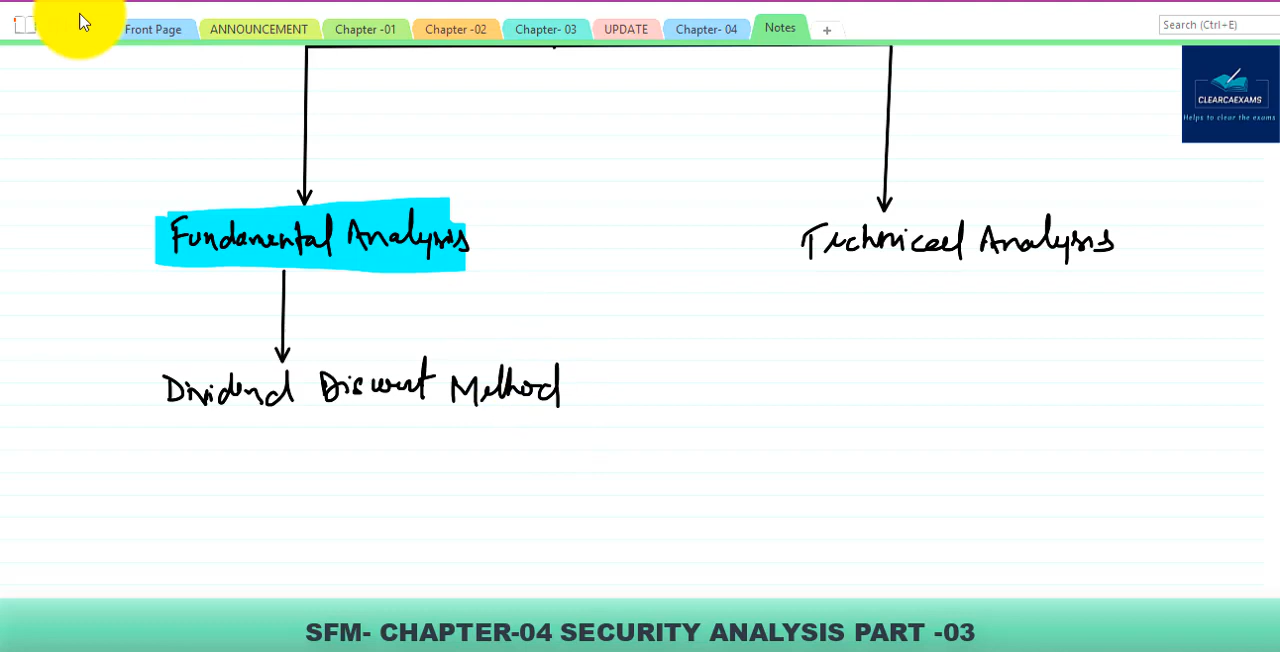 Front Page ANNOUNCEMENT Chapter -01 Chapter -02 Chapter- 03 UPDATE Chapter- 04 Notes + Search (Ctrl+E)
CLEARCAEXAMS
Helps to clear the exams
Fundamental Analysis
Technical Analysis
Dividend Discount Method
SFM- CHAPTER-04 SECURITY ANALYSIS PART -03